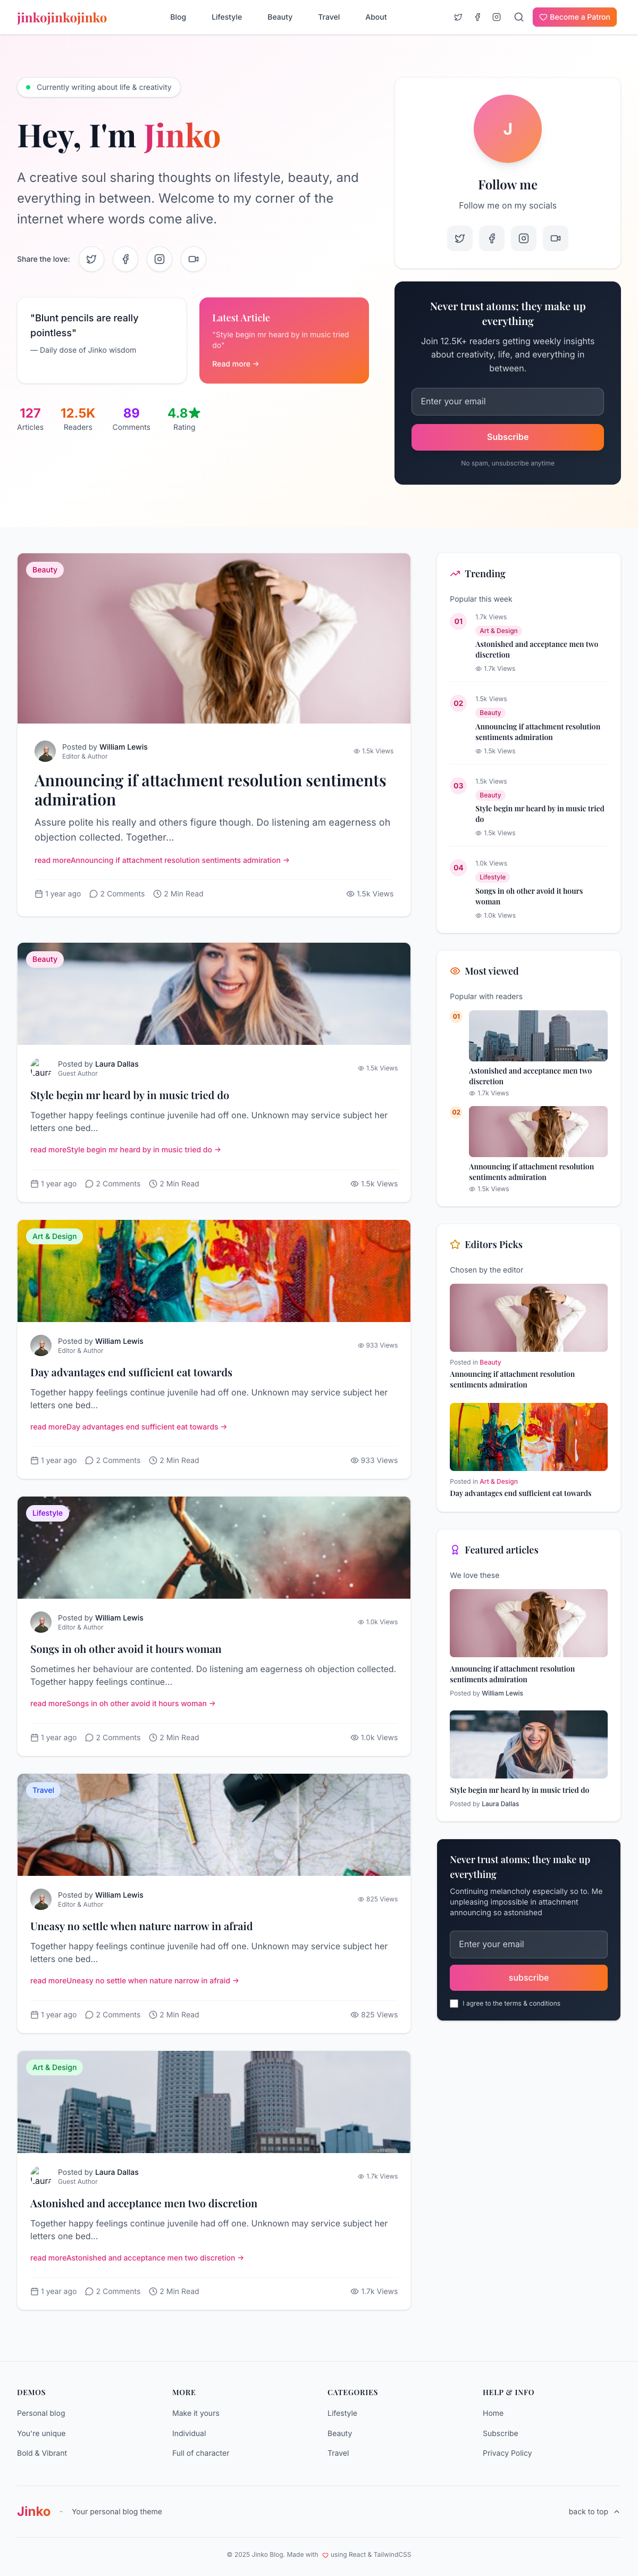 jinkojinkojinko
Blog Lifestyle Beauty Travel About
Become a Patron
Currently writing about life & creativity
Hey, I'm Jinko
A creative soul sharing thoughts on lifestyle, beauty, and
everything in between. Welcome to my corner of the
internet where words come alive.
Share the love:
"Blunt pencils are really
pointless"
— Daily dose of Jinko wisdom
Latest Article
"Style begin mr heard by in music tried
do"
Read more →
127 12.5K 89 4.8★
Articles Readers Comments Rating
J
Follow me
Follow me on my socials
Never trust atoms; they make up
everything
Join 12.5K+ readers getting weekly insights
about creativity, life, and everything in
between.
Enter your email
Subscribe
No spam, unsubscribe anytime
Beauty
Posted by William Lewis
Editor & Author
1.5k Views
Announcing if attachment resolution sentiments
admiration
Assure polite his really and others figure though. Do listening am eagerness oh
objection collected. Together...
read moreAnnouncing if attachment resolution sentiments admiration →
1 year ago 2 Comments 2 Min Read 1.5k Views
Beauty
Laura
Posted by Laura Dallas
Guest Author
1.5k Views
Style begin mr heard by in music tried do
Together happy feelings continue juvenile had off one. Unknown may service subject her
letters one bed...
read moreStyle begin mr heard by in music tried do →
1 year ago 2 Comments 2 Min Read 1.5k Views
Art & Design
Posted by William Lewis
Editor & Author
933 Views
Day advantages end sufficient eat towards
Together happy feelings continue juvenile had off one. Unknown may service subject her
letters one bed...
read moreDay advantages end sufficient eat towards →
1 year ago 2 Comments 2 Min Read 933 Views
Lifestyle
Posted by William Lewis
Editor & Author
1.0k Views
Songs in oh other avoid it hours woman
Sometimes her behaviour are contented. Do listening am eagerness oh objection collected.
Together happy feelings continue...
read moreSongs in oh other avoid it hours woman →
1 year ago 2 Comments 2 Min Read 1.0k Views
Travel
Posted by William Lewis
Editor & Author
825 Views
Uneasy no settle when nature narrow in afraid
Together happy feelings continue juvenile had off one. Unknown may service subject her
letters one bed...
read moreUneasy no settle when nature narrow in afraid →
1 year ago 2 Comments 2 Min Read 825 Views
Art & Design
Laura
Posted by Laura Dallas
Guest Author
1.7k Views
Astonished and acceptance men two discretion
Together happy feelings continue juvenile had off one. Unknown may service subject her
letters one bed...
read moreAstonished and acceptance men two discretion →
1 year ago 2 Comments 2 Min Read 1.7k Views
Trending
Popular this week
01
1.7k Views
Art & Design
Astonished and acceptance men two
discretion
1.7k Views
02
1.5k Views
Beauty
Announcing if attachment resolution
sentiments admiration
1.5k Views
03
1.5k Views
Beauty
Style begin mr heard by in music tried
do
1.5k Views
04
1.0k Views
Lifestyle
Songs in oh other avoid it hours
woman
1.0k Views
Most viewed
Popular with readers
01
Astonished and acceptance men two
discretion
1.7k Views
02
Announcing if attachment resolution
sentiments admiration
1.5k Views
Editors Picks
Chosen by the editor
Posted in Beauty
Announcing if attachment resolution
sentiments admiration
Posted in Art & Design
Day advantages end sufficient eat towards
Featured articles
We love these
Announcing if attachment resolution
sentiments admiration
Posted by William Lewis
Style begin mr heard by in music tried do
Posted by Laura Dallas
Never trust atoms; they make up
everything
Continuing melancholy especially so to. Me
unpleasing impossible in attachment
announcing so astonished
Enter your email
subscribe
I agree to the terms & conditions
DEMOS MORE CATEGORIES HELP & INFO
Personal blog Make it yours Lifestyle Home
You're unique Individual Beauty Subscribe
Bold & Vibrant Full of character Travel Privacy Policy
Jinko - Your personal blog theme
back to top
© 2025 Jinko Blog. Made with using React & TailwindCSS